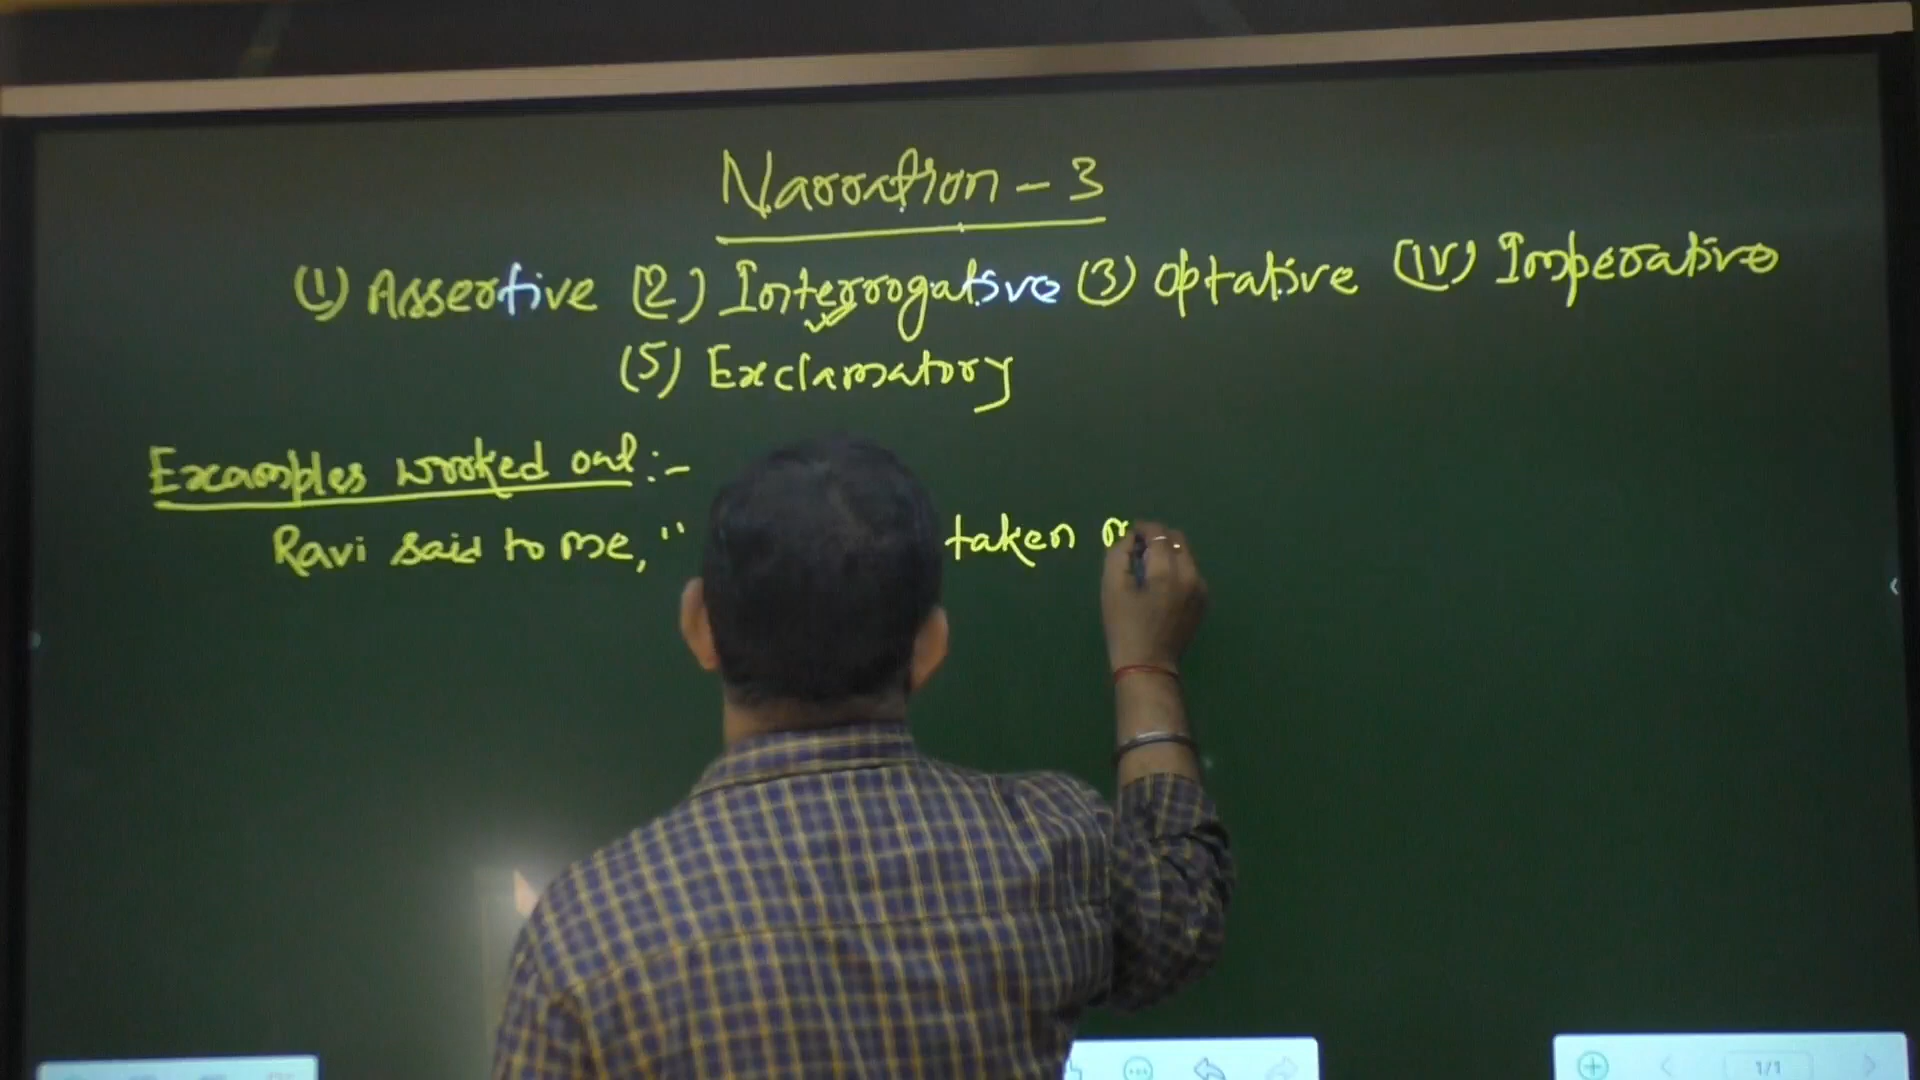 Narration - 3
(1) Assertive (2) Interrogative (3) Optative (IV) Imperative
(5) Exclamatory
Examples worked out :-
Ravi said to me, " taken
1/1